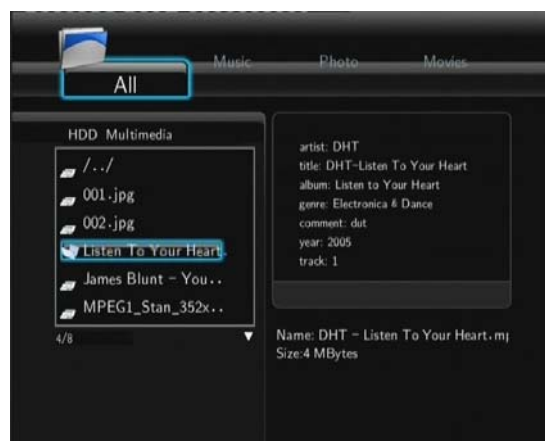 Music Photo Movies
All
HDD Multimedia
/../
001.jpg
002.jpg
Listen To Your Heart.
James Blunt - You..
MPEG1_Stan_352x..
4/8
artist: DHT
title: DHT-Listen To Your Heart
album: Listen to Your Heart
genre: Electronica & Dance
comment: dut
year: 2005
track: 1
Name: DHT - Listen To Your Heart.mp
Size:4 MBytes